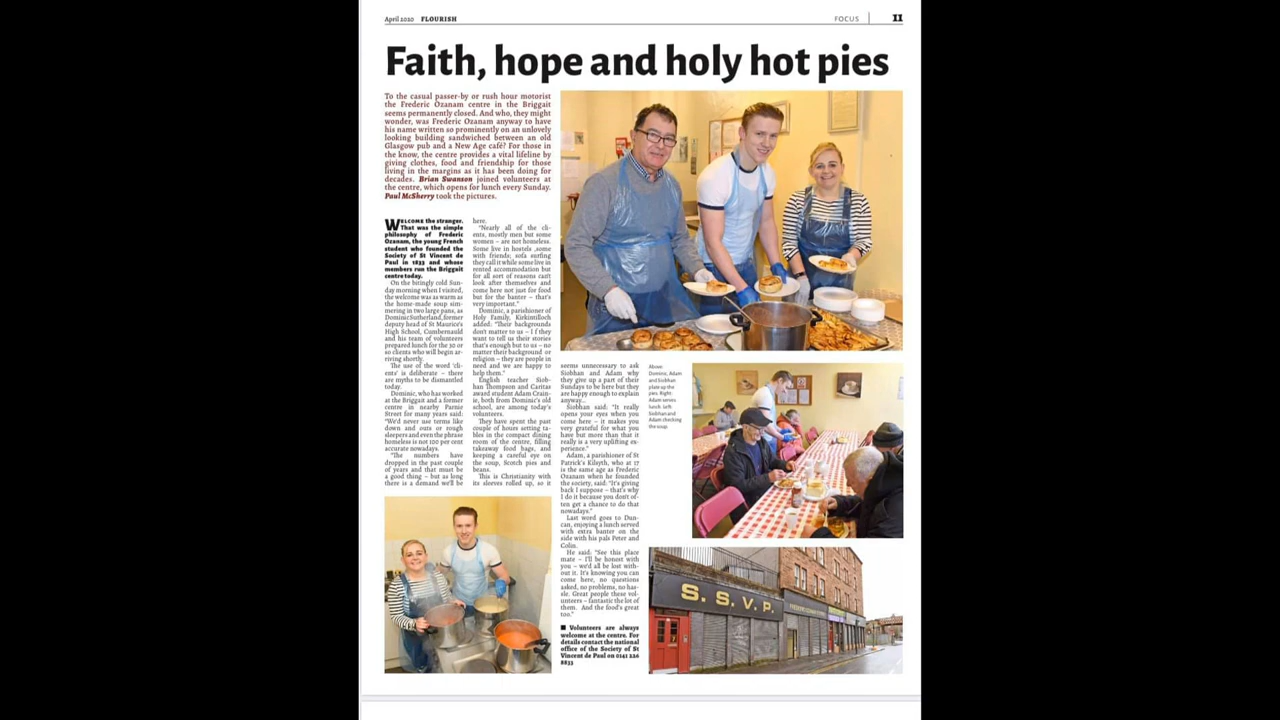 April 2020 FLOURISH
FOCUS
11
Faith, hope and holy hot pies
To the casual passer-by or rush hour motorist
the Frederic Ozanam centre in the Briggait
seems permanently closed. And who, they might
wonder, was Frederic Ozanam anyway to have
his name written so prominently on an unlovely
looking building sandwiched between an old
Glasgow pub and a New Age café? For those in
the know, the centre provides a vital lifeline by
giving clothes, food and friendship for those
living in the margins as it has been doing for
decades. Brian Swanson joined volunteers at
the centre, which opens for lunch every Sunday.
Paul McSherry took the pictures.
WELCOME the stranger.
That was the simple
philosophy of Frederic
Ozanam, the young French
student who founded the
Society of St Vincent de
Paul in 1833 and whose
members run the Briggait
centre today.
On the bitingly cold Sun-
day morning when I visited,
the welcome was as warm as
the home-made soup sim-
mering in two large pans, as
Dominic Sutherland, former
deputy head of St Maurice's
High School, Cumbernauld
and his team of volunteers
prepared lunch for the 30 or
so clients who will begin ar-
riving shortly.
The use of the word 'cli-
ents' is deliberate – there
are myths to be dismantled
today.
Dominic, who has worked
at the Briggait and a former
centre in nearby Parnie
Street for many years said:
"We'd never use terms like
down and outs or rough
sleepers and even the phrase
homeless is not 100 per cent
accurate nowadays.
"The numbers have
dropped in the past couple
of years and that must be
a good thing – but as long
there is a demand we'll be
here.
"Nearly all of the cli-
ents, mostly men but some
women – are not homeless.
Some live in hostels ,some
with friends; sofa surfing
they call it while some live in
rented accommodation but
for all sort of reasons can't
look after themselves and
come here not just for food
but for the banter – that's
very important."
Dominic, a parishioner of
Holy Family, Kirkintilloch
added: "Their backgrounds
don't matter to us – I f they
want to tell us their stories
that's enough but to us – no
matter their background or
religion – they are people in
need and we are happy to
help them."
English teacher Siob-
han Thompson and Caritas
award student Adam Crain-
ie, both from Dominic's old
school, are among today's
volunteers.
They have spent the past
couple of hours setting ta-
bles in the compact dining
room of the centre, filling
takeaway food bags, and
keeping a careful eye on
the soup, Scotch pies and
beans.
This is Christianity with
its sleeves rolled up, so it
seems unnecessary to ask
Siobhan and Adam why
they give up a part of their
Sundays to be here but they
are happy enough to explain
anyway..
Siobhan said: "It really
opens your eyes when you
come here – it makes you
very grateful for what you
have but more than that it
really is a very uplifting ex-
perience."
Adam, a parishioner of St
Patrick's Kilsyth, who at 17
is the same age as Frederic
Ozanam when he founded
the society, said: "It's giving
back I suppose – that's why
I do it because you don't of-
ten get a chance to do that
nowadays."
Last word goes to Dun-
can, enjoying a lunch served
with extra banter on the
side with his pals Peter and
Colin.
He said: "See this place
mate – I'll be honest with
you – we'd all be lost with-
out it. It's knowing you can
come here, no questions
asked, no problems, no has-
sle. Great people these vol-
unteers – fantastic the lot of
them. And the food's great
too."
■ Volunteers are always
welcome at the centre. For
details contact the national
office of the Society of St
Vincent de Paul on 0141 226
8833
Above:
Dominic, Adam
and Siobhan
plate up the
pies. Right:
Adam serves
lunch. Left:
Siobhan and
Adam checking
the soup.
S. S. V. P.